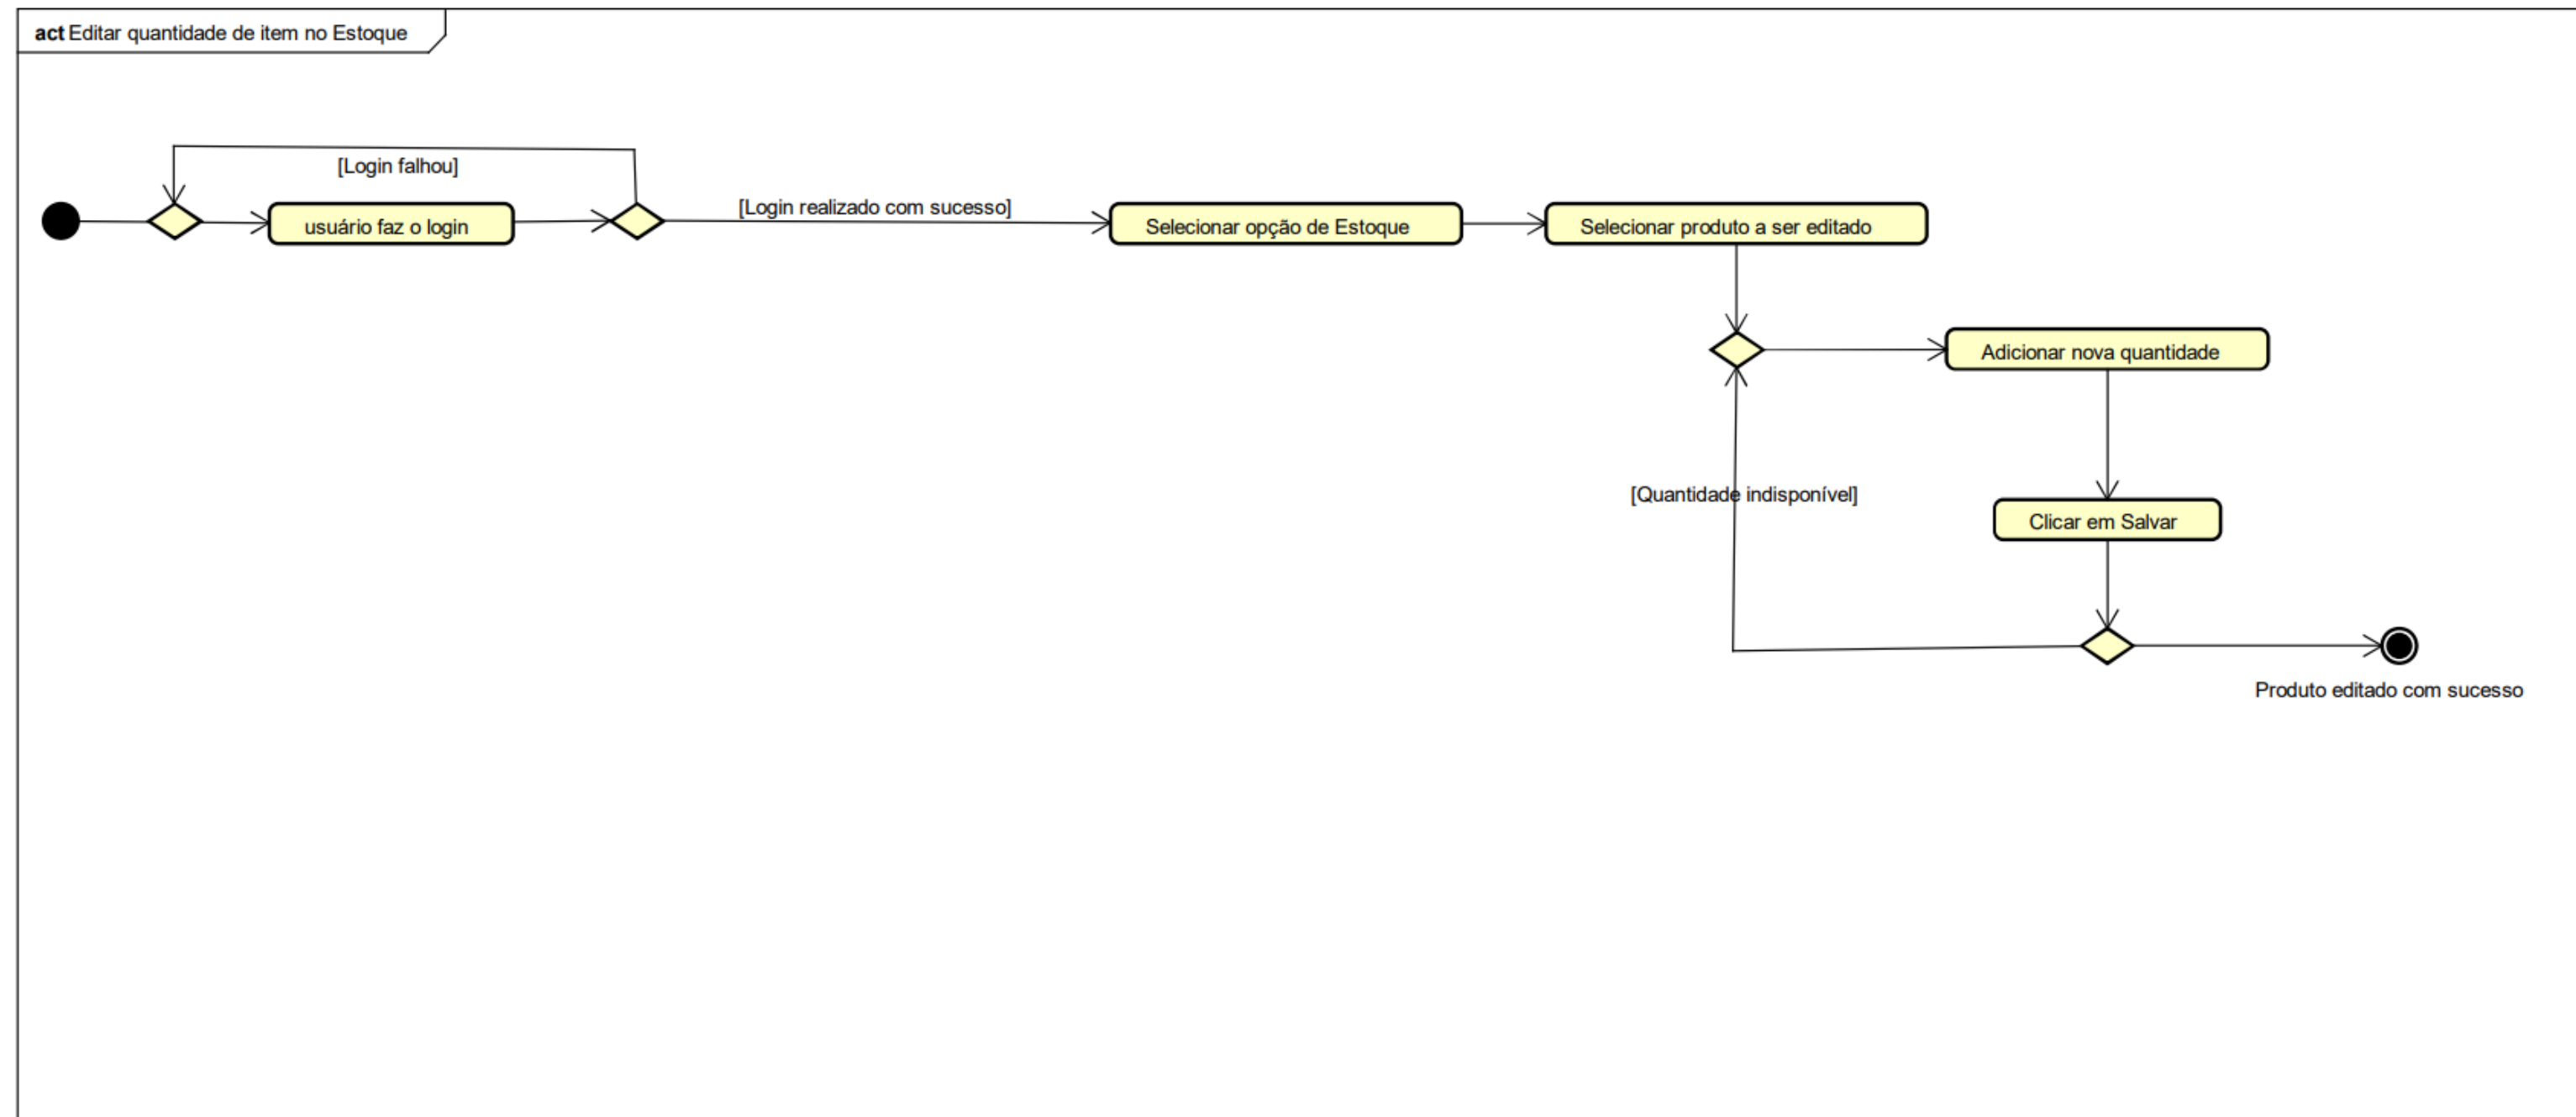 act Editar quantidade de item no Estoque
[Login falhou]
[Login realizado com sucesso]
usuário faz o login
Selecionar opção de Estoque
Selecionar produto a ser editado
Adicionar nova quantidade
[Quantidade indisponível]
Clicar em Salvar
Produto editado com sucesso